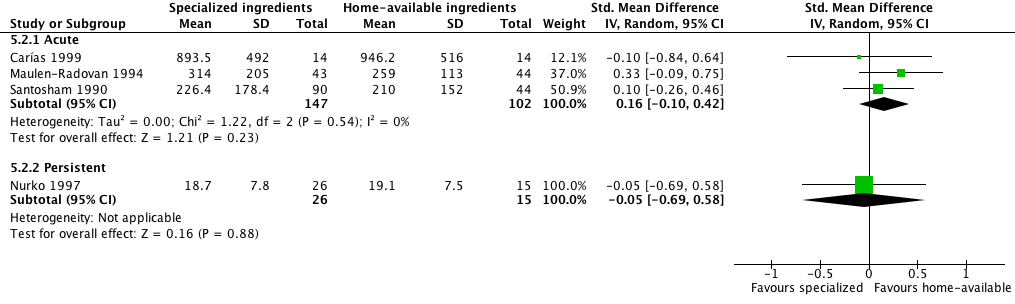 Specialized ingredients Home-available ingredients Std. Mean Difference Std. Mean Difference
Study or Subgroup Mean SD Total Mean SD Total Weight IV, Random, 95% CI IV, Random, 95% CI
5.2.1 Acute
Carías 1999 893.5 492 14 946.2 516 14 12.1% -0.10 [-0.84, 0.64]
Maulen-Radovan 1994 314 205 43 259 113 44 37.0% 0.33 [-0.09, 0.75]
Santosham 1990 226.4 178.4 90 210 152 44 50.9% 0.10 [-0.26, 0.46]
Subtotal (95% CI) 147 102 100.0% 0.16 [-0.10, 0.42]
Heterogeneity: Tau² = 0.00; Chi² = 1.22, df = 2 (P = 0.54); I² = 0%
Test for overall effect: Z = 1.21 (P = 0.23)
5.2.2 Persistent
Nurko 1997 18.7 7.8 26 19.1 7.5 15 100.0% -0.05 [-0.69, 0.58]
Subtotal (95% CI) 26 15 100.0% -0.05 [-0.69, 0.58]
Heterogeneity: Not applicable
Test for overall effect: Z = 0.16 (P = 0.88)
-1 -0.5 0 0.5 1
Favours specialized Favours home-available